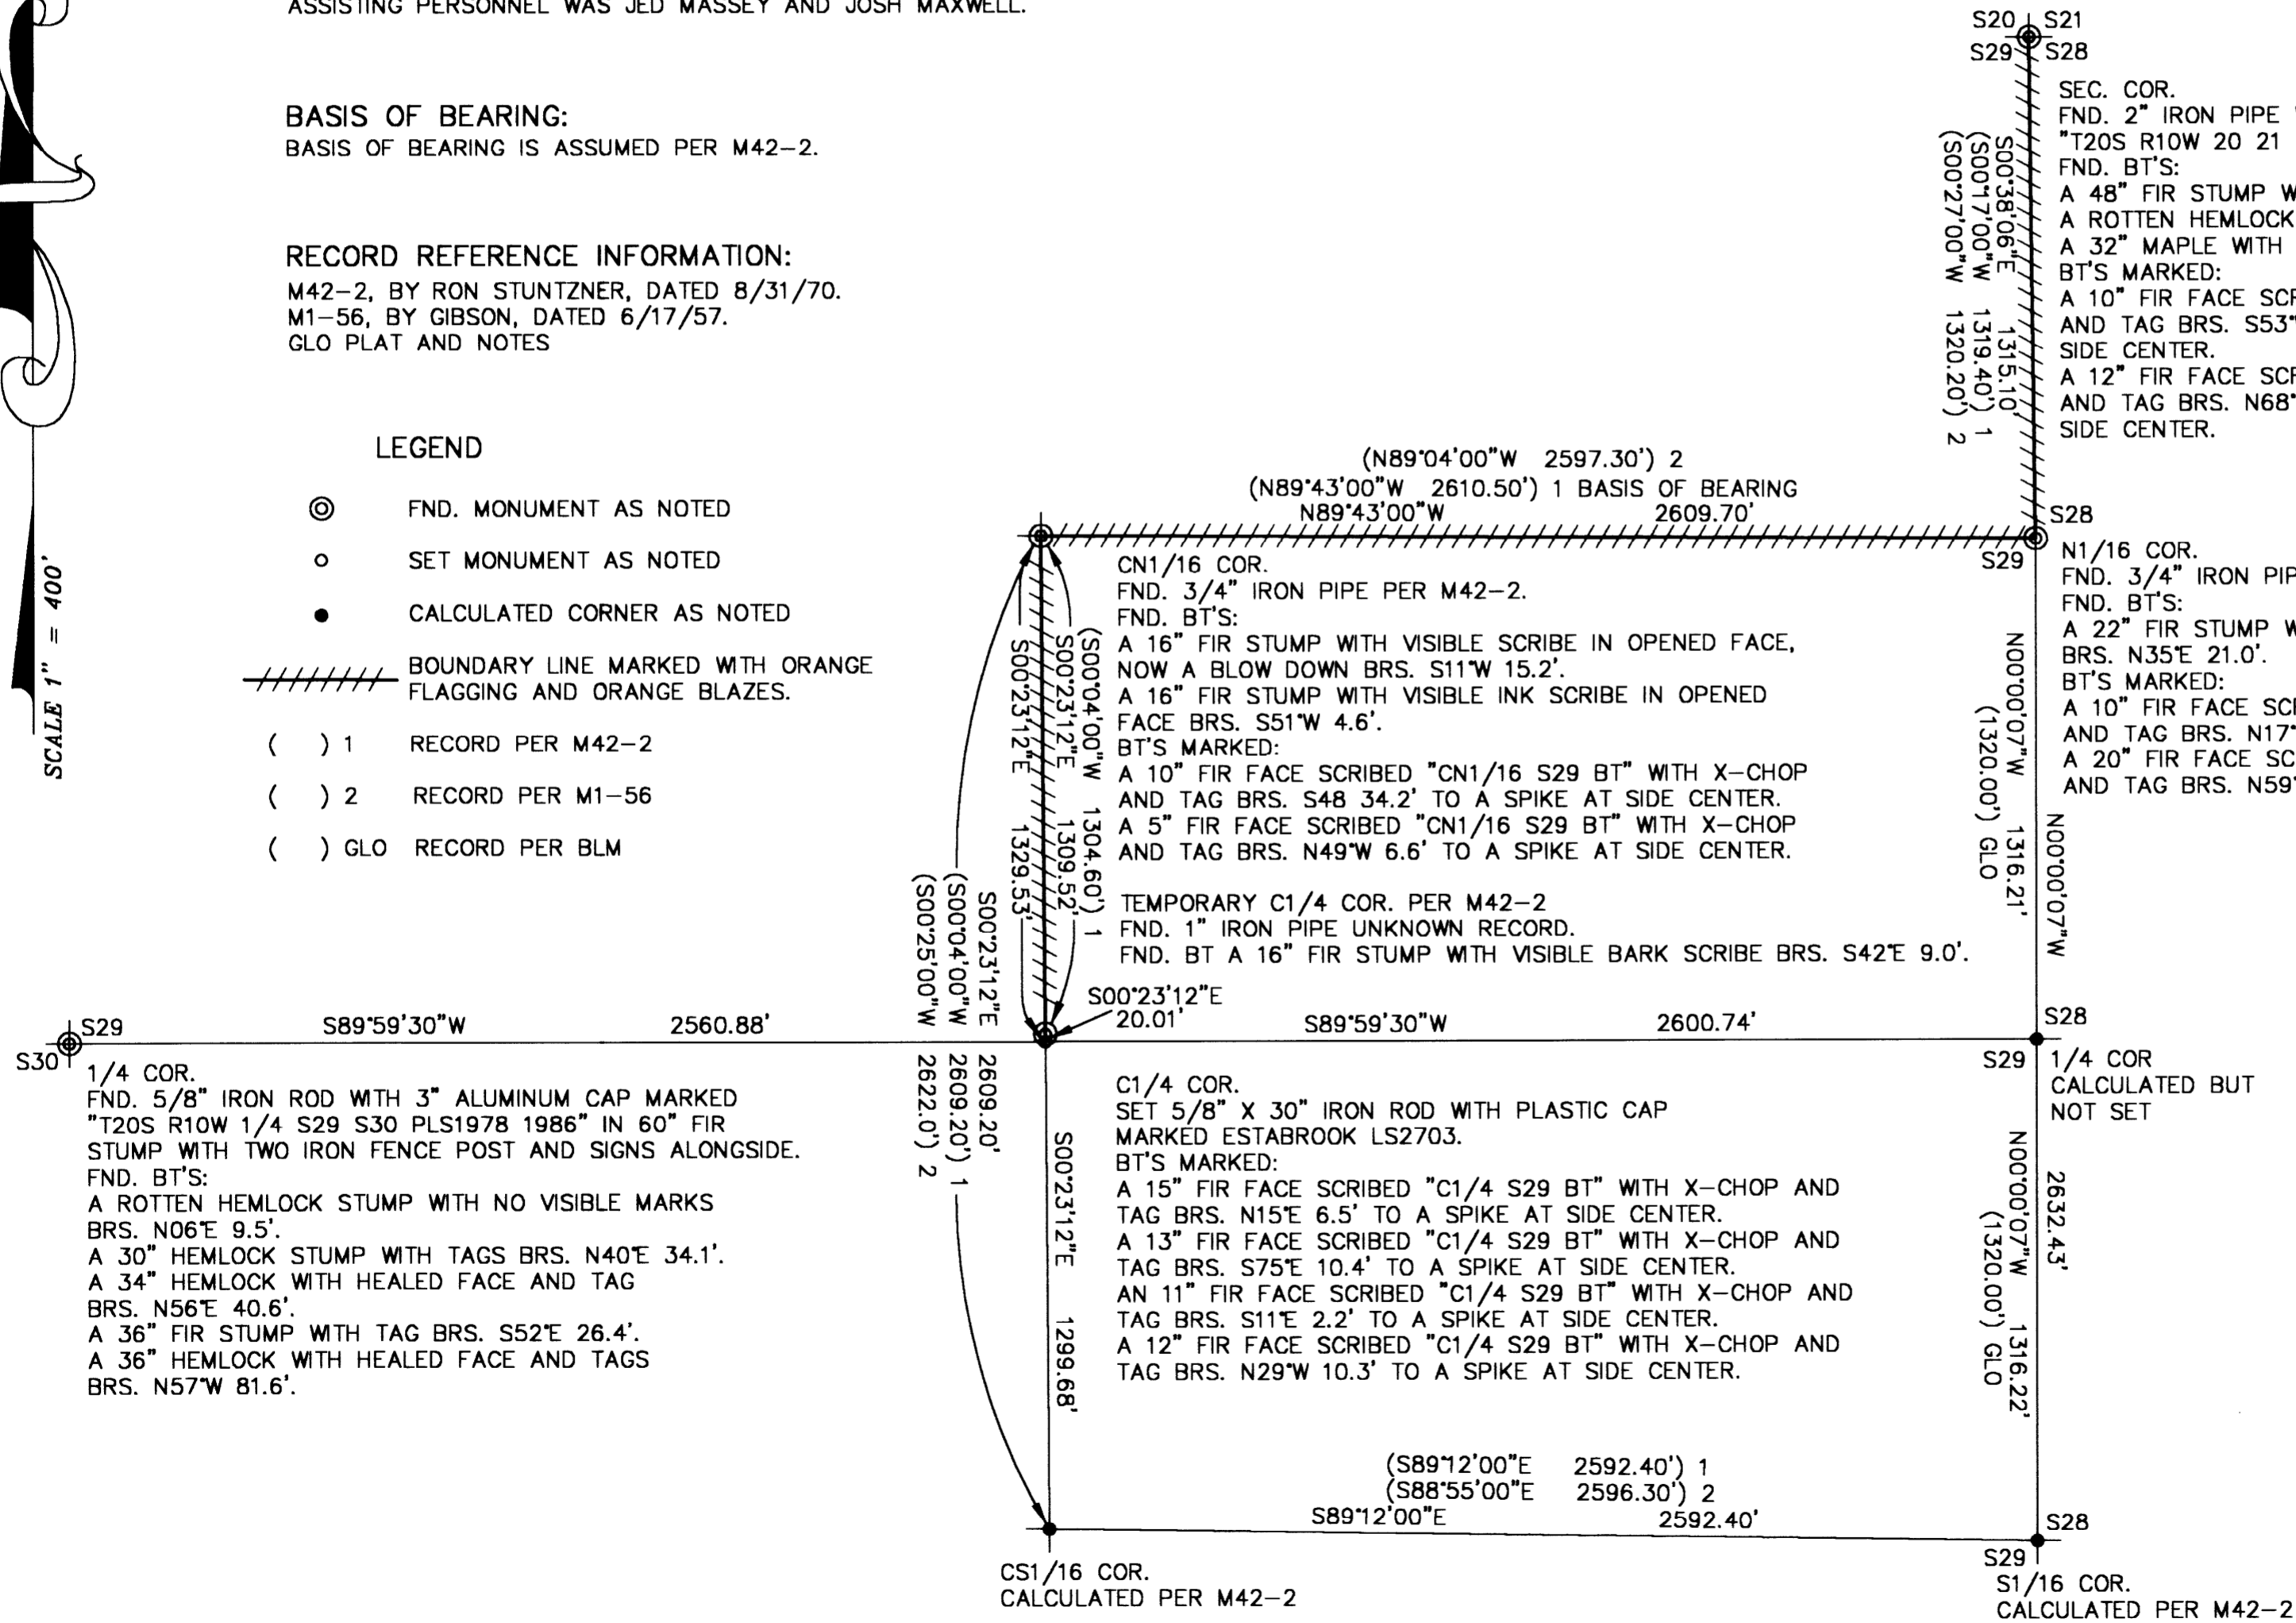 ASSISTING PERSONNEL WAS JED MASSEY AND JOSH MAXWELL.
BASIS OF BEARING:
BASIS OF BEARING IS ASSUMED PER M42-2.
RECORD REFERENCE INFORMATION:
M42-2, BY RON STUNTZNER, DATED 8/31/70.
M1-56, BY GIBSON, DATED 6/17/57.
GLO PLAT AND NOTES
LEGEND
FND. MONUMENT AS NOTED
SET MONUMENT AS NOTED
CALCULATED CORNER AS NOTED
BOUNDARY LINE MARKED WITH ORANGE
FLAGGING AND ORANGE BLAZES.
( ) 1 RECORD PER M42-2
( ) 2 RECORD PER M1-56
( ) GLO RECORD PER BLM
SCALE 1" = 400'
S20 S21
S29 S28
SEC. COR.
FND. 2" IRON PIPE
"T20S R10W 20 21
FND. BT'S:
A 48" FIR STUMP
A ROTTEN HEMLOCK
A 32" MAPLE WITH
BT'S MARKED:
A 10" FIR FACE
AND TAG BRS. S53°
SIDE CENTER.
A 12" FIR FACE
AND TAG BRS. N68°
SIDE CENTER.
S00°38'06"E 1315.10'
(S00°17'00"W 1319.40') 1
(S00°27'00"W 1320.20') 2
(N89°04'00"W 2597.30') 2
(N89°43'00"W 2610.50') 1 BASIS OF BEARING
N89°43'00"W 2609.70'
S28
S29
N1/16 COR.
FND. 3/4" IRON
FND. BT'S:
A 22" FIR STUMP
BRS. N35°E 21.0'.
BT'S MARKED:
A 10" FIR FACE
AND TAG BRS. N17°
A 20" FIR FACE
AND TAG BRS. N59°
CN1/16 COR.
FND. 3/4" IRON PIPE PER M42-2.
FND. BT'S:
A 16" FIR STUMP WITH VISIBLE SCRIBE IN OPENED FACE,
NOW A BLOW DOWN BRS. S11°W 15.2'.
A 16" FIR STUMP WITH VISIBLE INK SCRIBE IN OPENED
FACE BRS. S51°W 4.6'.
BT'S MARKED:
A 10" FIR FACE SCRIBED "CN1/16 S29 BT" WITH X-CHOP
AND TAG BRS. S48 34.2' TO A SPIKE AT SIDE CENTER.
A 5" FIR FACE SCRIBED "CN1/16 S29 BT" WITH X-CHOP
AND TAG BRS. N49°W 6.6' TO A SPIKE AT SIDE CENTER.
TEMPORARY C1/4 COR. PER M42-2
FND. 1" IRON PIPE UNKNOWN RECORD.
FND. BT A 16" FIR STUMP WITH VISIBLE BARK SCRIBE BRS. S42°E 9.0'.
(S00°04'00"W 1304.60') 1
S00°23'12"E 1309.52'
S00°23'12"E 1329.53'
S00°23'12"E 2609.20'
(S00°04'00"W 2609.20') 1
(S00°25'00"W 2622.0') 2
N00°00'07"W 1316.21'
(1320.00') GLO
N00°00'07"W 2632.43'
S00°23'12"E
20.01'
S29
S30
S89°59'30"W 2560.88'
S89°59'30"W 2600.74'
S28
S29
1/4 COR
CALCULATED BUT
NOT SET
1/4 COR.
FND. 5/8" IRON ROD WITH 3" ALUMINUM CAP MARKED
"T20S R10W 1/4 S29 S30 PLS1978 1986" IN 60" FIR
STUMP WITH TWO IRON FENCE POST AND SIGNS ALONGSIDE.
FND. BT'S:
A ROTTEN HEMLOCK STUMP WITH NO VISIBLE MARKS
BRS. N06°E 9.5'.
A 30" HEMLOCK STUMP WITH TAGS BRS. N40°E 34.1'.
A 34" HEMLOCK WITH HEALED FACE AND TAG
BRS. N56°E 40.6'.
A 36" FIR STUMP WITH TAG BRS. S52°E 26.4'.
A 36" HEMLOCK WITH HEALED FACE AND TAGS
BRS. N57°W 81.6'.
C1/4 COR.
SET 5/8" X 30" IRON ROD WITH PLASTIC CAP
MARKED ESTABROOK LS2703.
BT'S MARKED:
A 15" FIR FACE SCRIBED "C1/4 S29 BT" WITH X-CHOP AND
TAG BRS. N15°E 6.5' TO A SPIKE AT SIDE CENTER.
A 13" FIR FACE SCRIBED "C1/4 S29 BT" WITH X-CHOP AND
TAG BRS. S75°E 10.4' TO A SPIKE AT SIDE CENTER.
AN 11" FIR FACE SCRIBED "C1/4 S29 BT" WITH X-CHOP AND
TAG BRS. S11°E 2.2' TO A SPIKE AT SIDE CENTER.
A 12" FIR FACE SCRIBED "C1/4 S29 BT" WITH X-CHOP AND
TAG BRS. N29°W 10.3' TO A SPIKE AT SIDE CENTER.
S00°23'12"E 1299.68'
N00°00'07"W 1316.22'
(1320.00') GLO
(S89°12'00"E 2592.40') 1
(S88°55'00"E 2596.30') 2
S89°12'00"E 2592.40'
S28
S29
CS1/16 COR.
CALCULATED PER M42-2
S1/16 COR.
CALCULATED PER M42-2